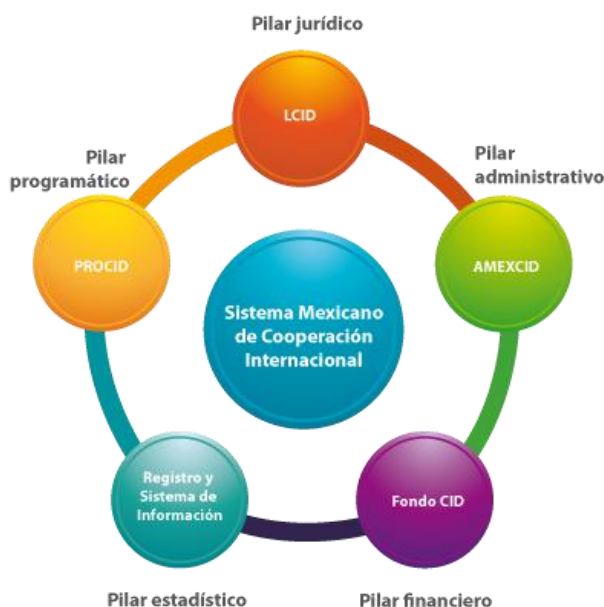 Pilar jurídico
LCID
Pilar
programático
Pilar
administrativo
PROCID
AMEXCID
Sistema Mexicano
de Cooperación
Internacional
Registro y
Sistema de
Información
Fondo CID
Pilar estadístico
Pilar financiero